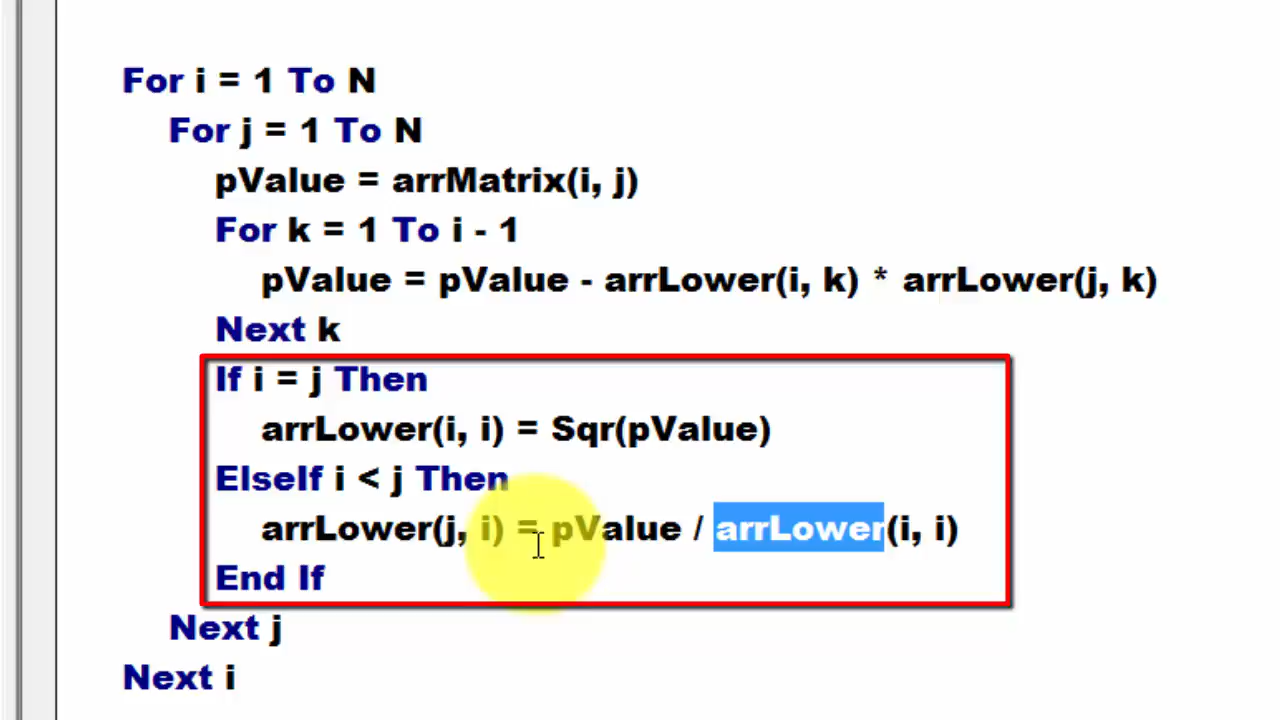 For i = 1 To N
For j = 1 To N
pValue = arrMatrix(i, j)
For k = 1 To i - 1
pValue = pValue - arrLower(i, k) * arrLower(j, k)
Next k
If i = j Then
arrLower(i, i) = Sqr(pValue)
ElseIf i < j Then
arrLower(j, i) = pValue / arrLower(i, i)
End If
Next j
Next i